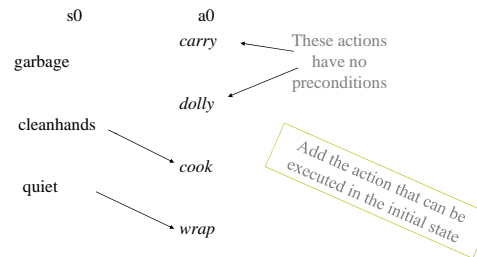 s0 a0
carry
garbage
dolly
cleanhands
cook
quiet
wrap
These actions
have no
preconditions
Add the action that can be
executed in the initial state